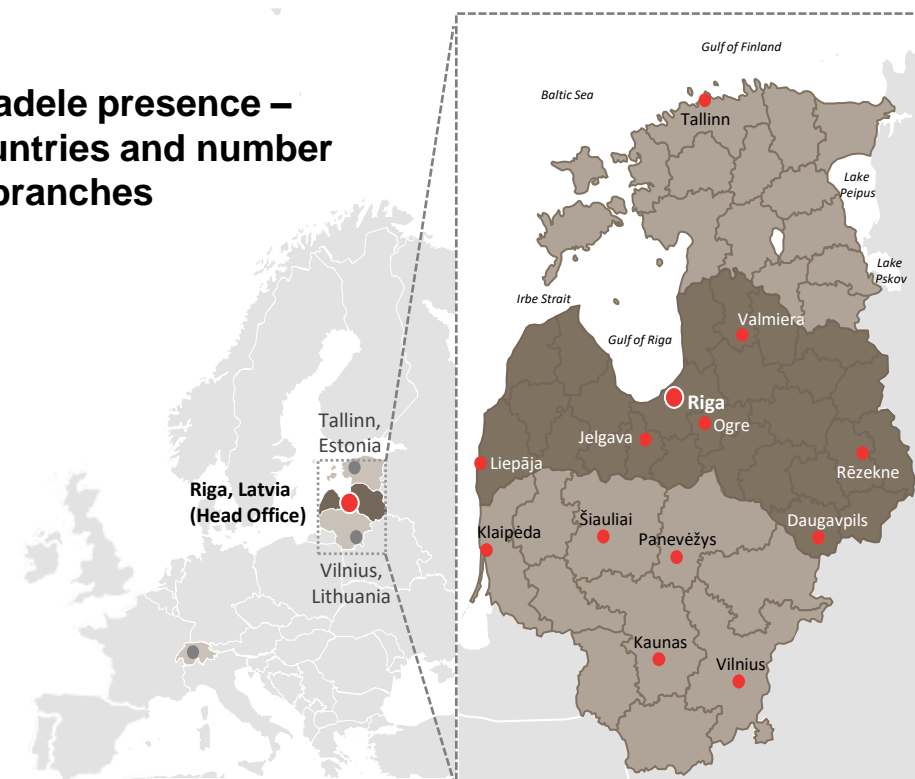 adele presence –
untries and number
branches
Tallinn,
Estonia
Riga, Latvia
(Head Office)
Vilnius,
Lithuania
Gulf of Finland
Baltic Sea
Tallinn
Lake
Peipus
Lake
Pskov
Irbe Strait
Gulf of Riga
Valmiera
Riga
Ogre
Jelgava
Liepāja
Rēzekne
Daugavpils
Klaipėda
Šiauliai
Panevėžys
Kaunas
Vilnius